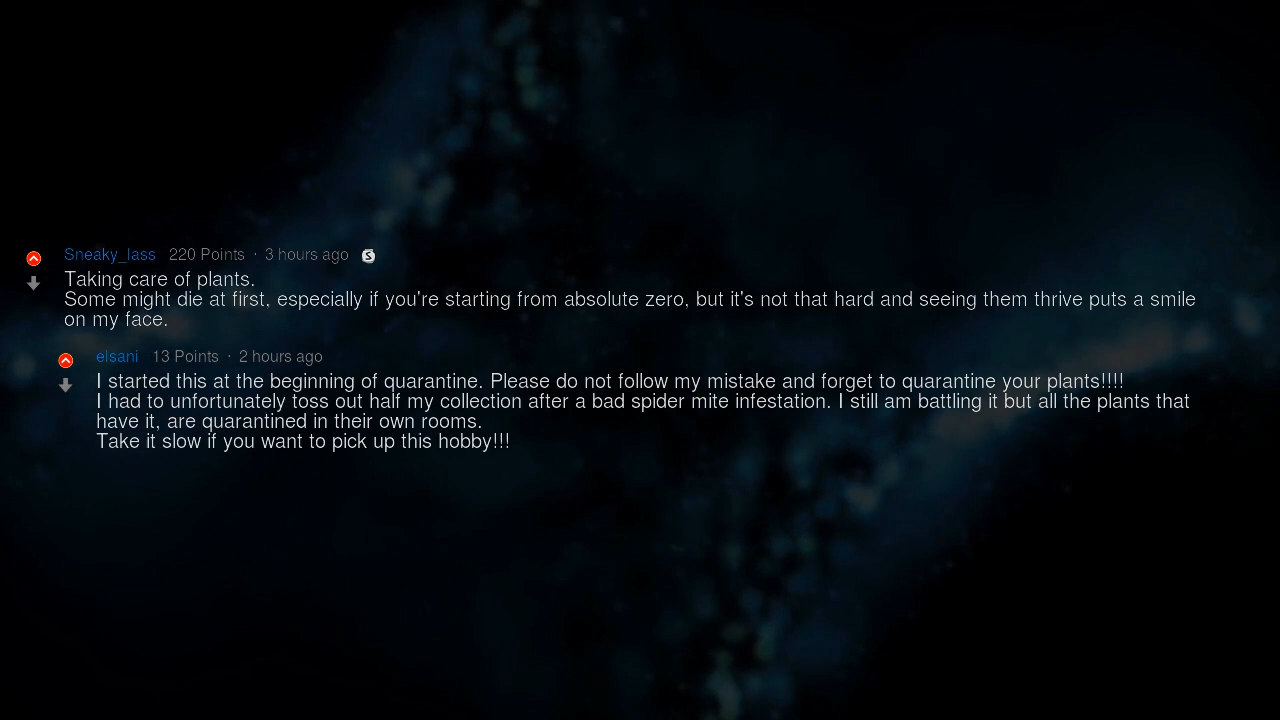 Sneaky_lass 220 Points · 3 hours ago S
Taking care of plants.
Some might die at first, especially if you're starting from absolute zero, but it's not that hard and seeing them thrive puts a smile
on my face.
elsani 13 Points · 2 hours ago
I started this at the beginning of quarantine. Please do not follow my mistake and forget to quarantine your plants!!!!
I had to unfortunately toss out half my collection after a bad spider mite infestation. I still am battling it but all the plants that
have it, are quarantined in their own rooms.
Take it slow if you want to pick up this hobby!!!